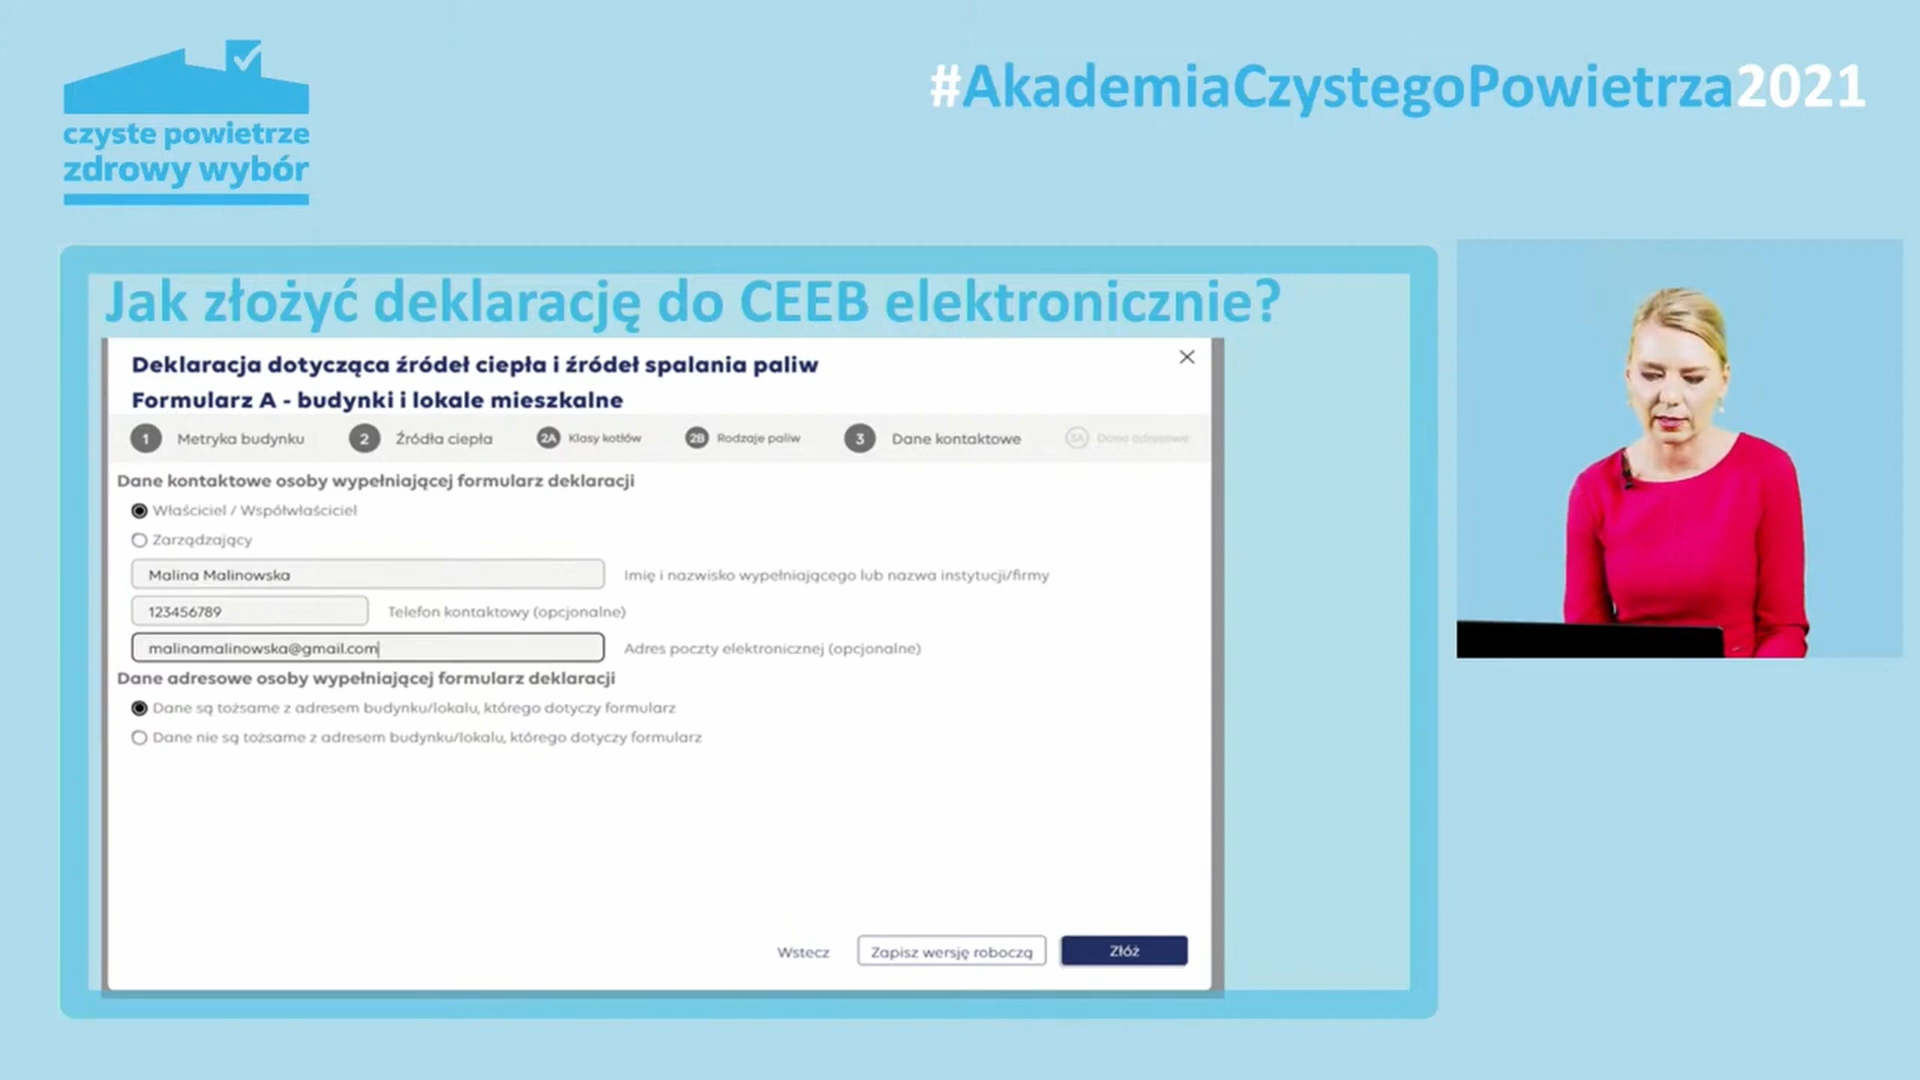 czyste powietrze
zdrowy wybór
#AkademiaCzystegoPowietrza2021
Jak złożyć deklarację do CEEB elektronicznie?
Deklaracja dotycząca źródeł ciepła i źródeł spalania paliw
Formularz A - budynki i lokale mieszkalne
1 Metryka budynku 2 Źródła ciepła 2A Klasy kotłów 2B Rodzaje paliw 3 Dane kontaktowe 3A Dane adresowe
Dane kontaktowe osoby wypełniającej formularz deklaracji
Właściciel / Współwłaściciel
Zarządzający
Malina Malinowska Imię i nazwisko wypełniającego lub nazwa instytucji/firmy
123456789 Telefon kontaktowy (opcjonalne)
malinamalinowska@gmail.com Adres poczty elektronicznej (opcjonalne)
Dane adresowe osoby wypełniającej formularz deklaracji
Dane są tożsame z adresem budynku/lokalu, którego dotyczy formularz
Dane nie są tożsame z adresem budynku/lokalu, którego dotyczy formularz
Wstecz Zapisz wersję roboczą Złóż